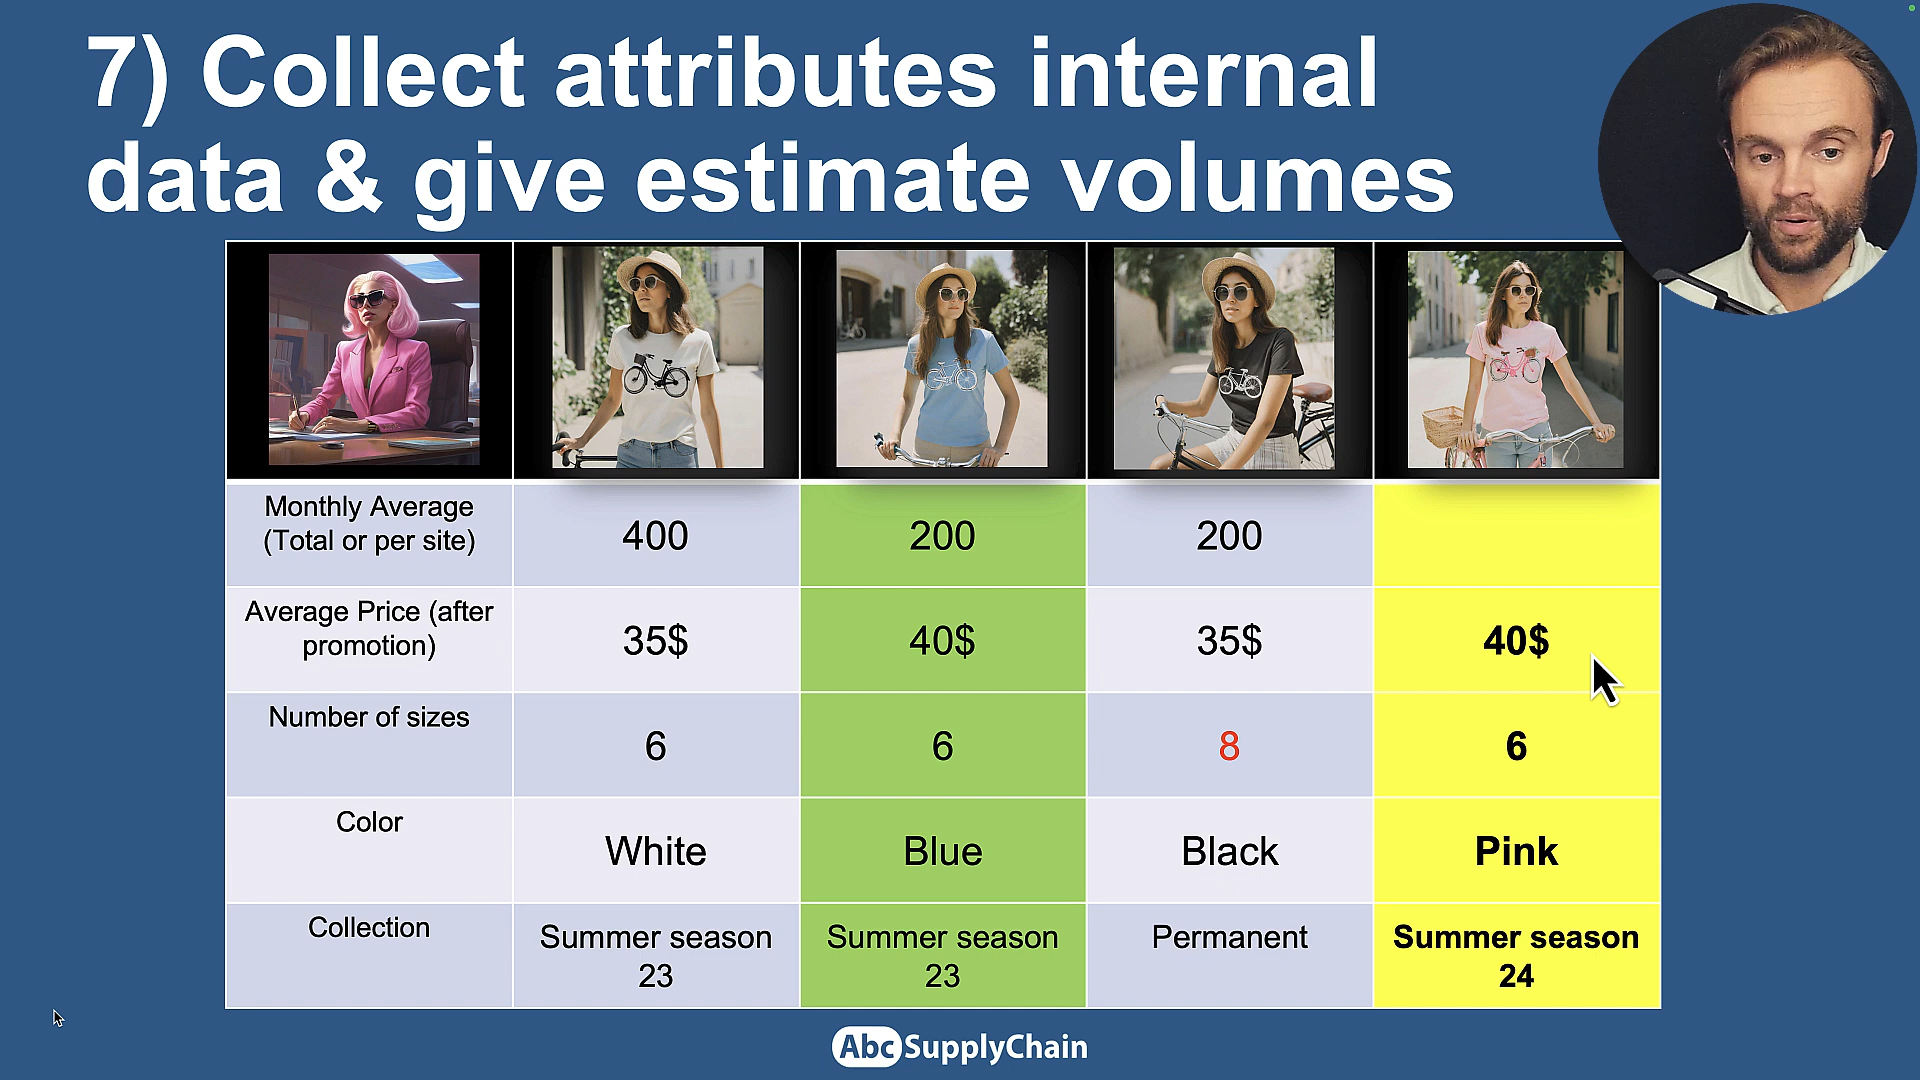 7) Collect attributes internal
data & give estimate volumes
Monthly Average
(Total or per site)
400
200
200
Average Price (after
promotion)
35$
40$
35$
40$
Number of sizes
6
6
8
6
Color
White
Blue
Black
Pink
Collection
Summer season
23
Summer season
23
Permanent
Summer season
24
Abc SupplyChain